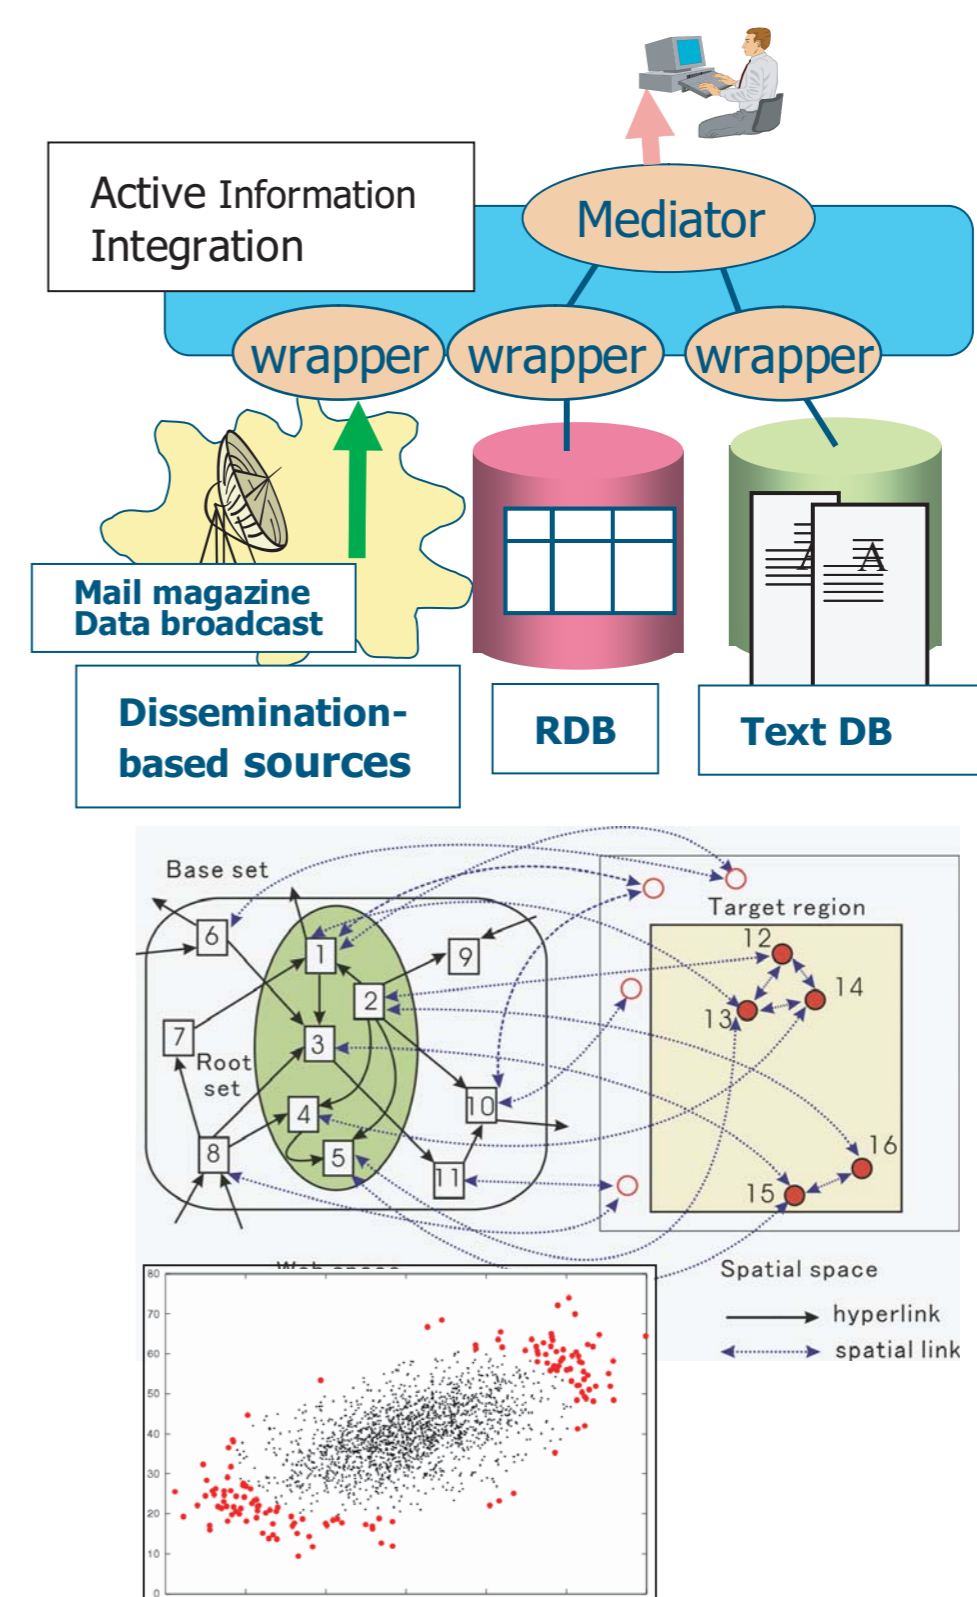 Active Information
Integration
Mediator
wrapper
wrapper
wrapper
Mail magazine
Data broadcast
A
A
Dissemination-
based sources
RDB
Text DB
Base set
Target region
6
1
9
12
2
14
13
7
3
Root
set
4
10
8
5
11
16
15
Web space
Spatial space
hyperlink
spatial link
80
70
60
50
40
30
20
10
0